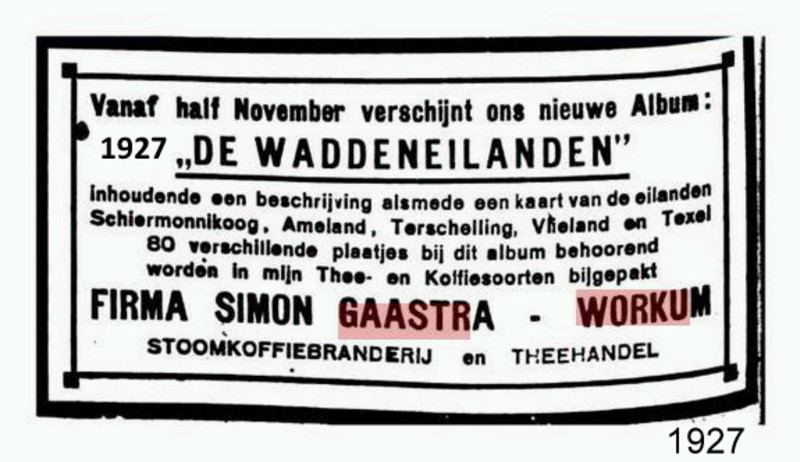 Vanaf half November verschijnt ons nieuwe Album:
1927 „DE WADDENEILANDEN”
inhoudende een beschrijving alsmede een kaart van de eilanden
Schiermonnikoog, Ameland, Terschelling, Vlieland en Texel
80 verschillende plaatjes bij dit album behoorend
worden in mijn Thee- en Koffiesoorten bijgepakt
FIRMA SIMON GAASTRA - WORKUM
STOOMKOFFIEBRANDERIJ en THEEHANDEL
1927